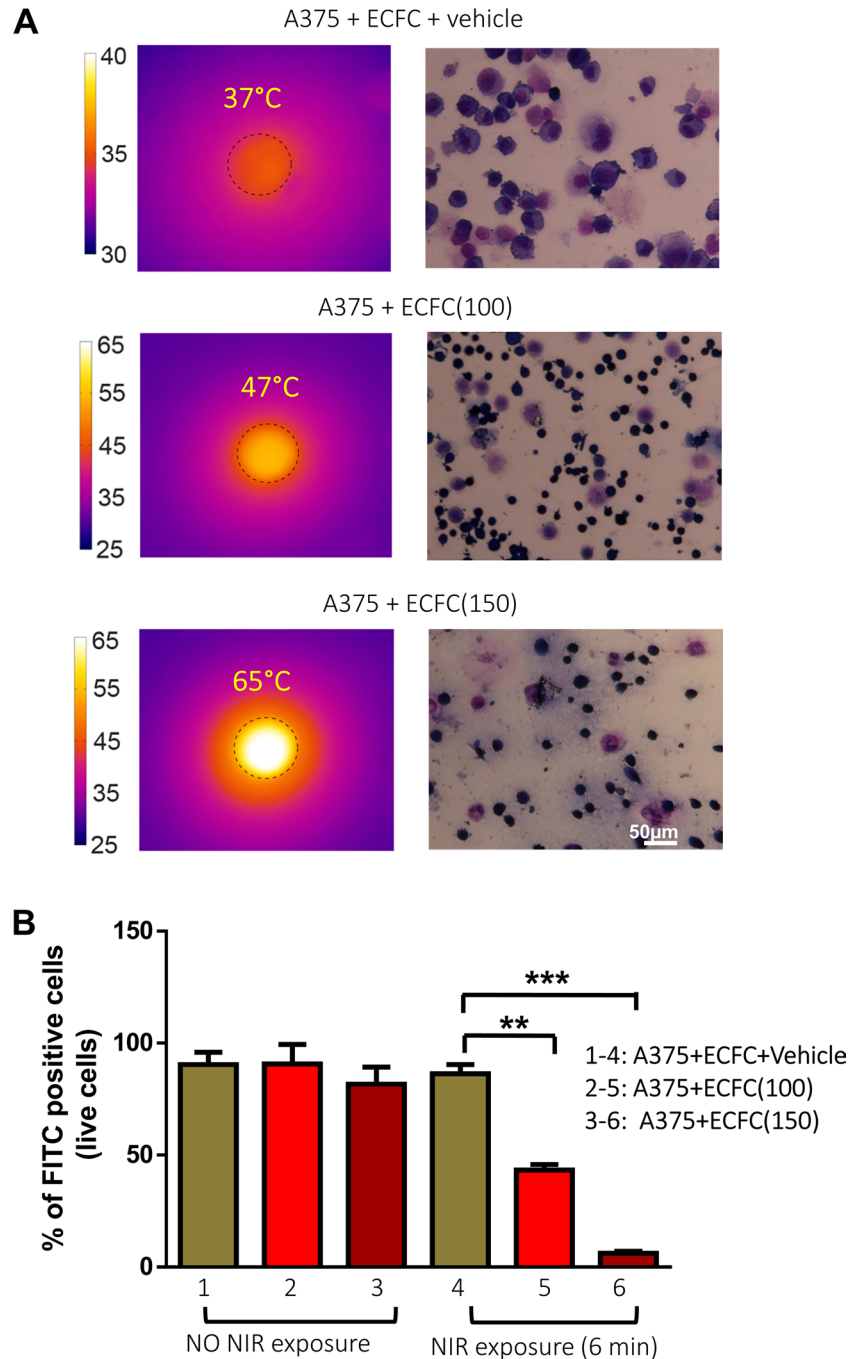 A
A375 + ECFC + vehicle
40
35
30
37°C
A375 + ECFC(100)
65
55
45
35
25
47°C
A375 + ECFC(150)
65
55
45
35
25
65°C
50µm
B
% of FITC positive cells
(live cells)
150
100
50
0
***
**
1-4: A375+ECFC+Vehicle
2-5: A375+ECFC(100)
3-6: A375+ECFC(150)
1 2 3 4 5 6
NO NIR exposure
NIR exposure (6 min)